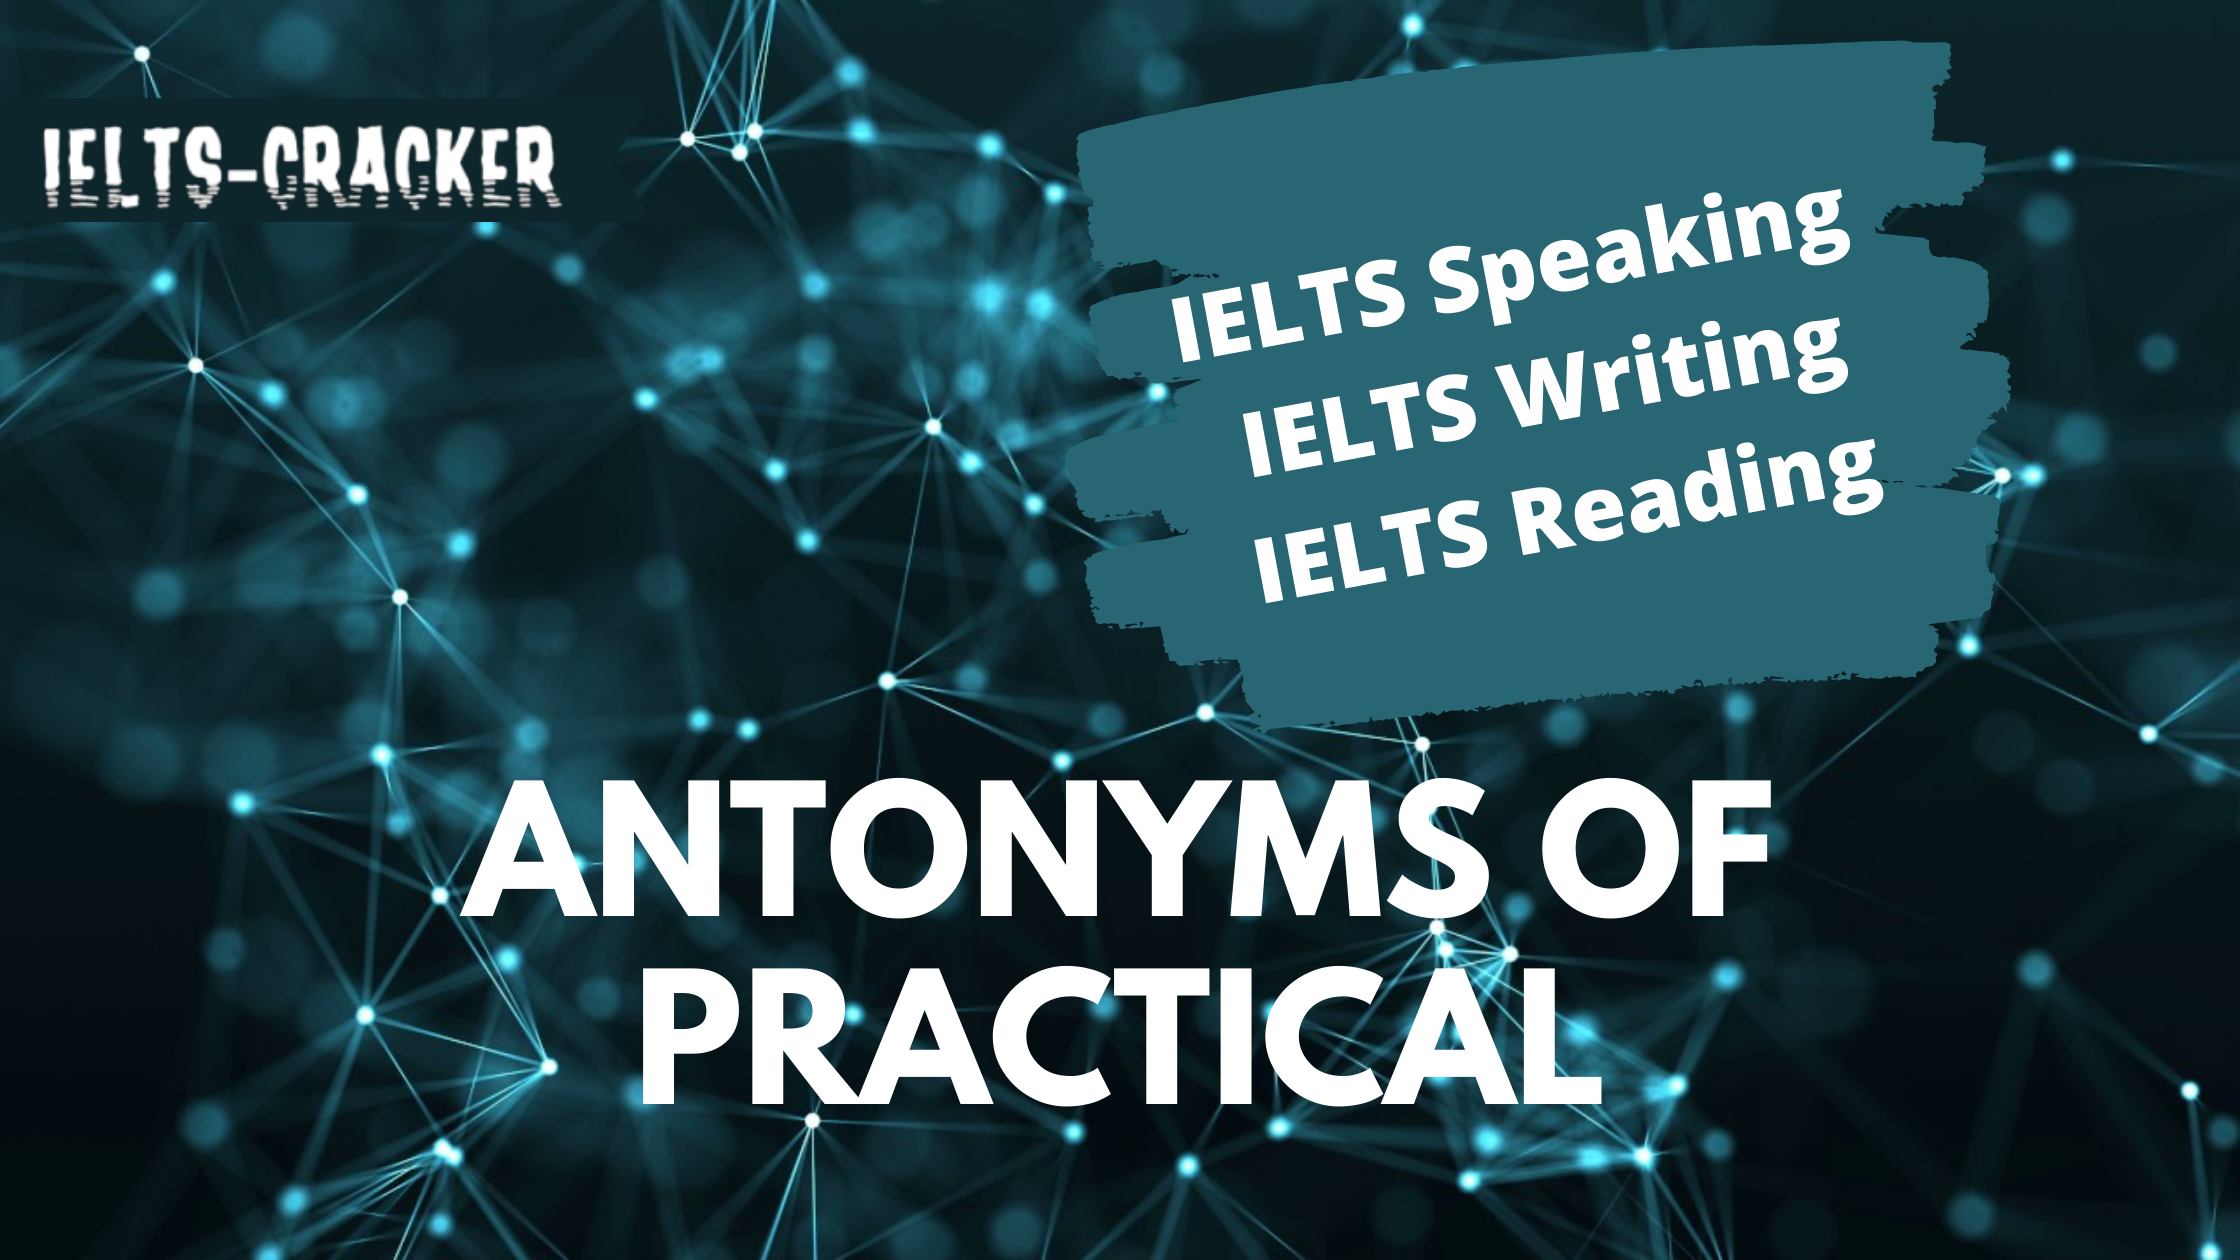 IELTS-CRACKER
IELTS Speaking
IELTS Writing
IELTS Reading
ANTONYMS OF
PRACTICAL